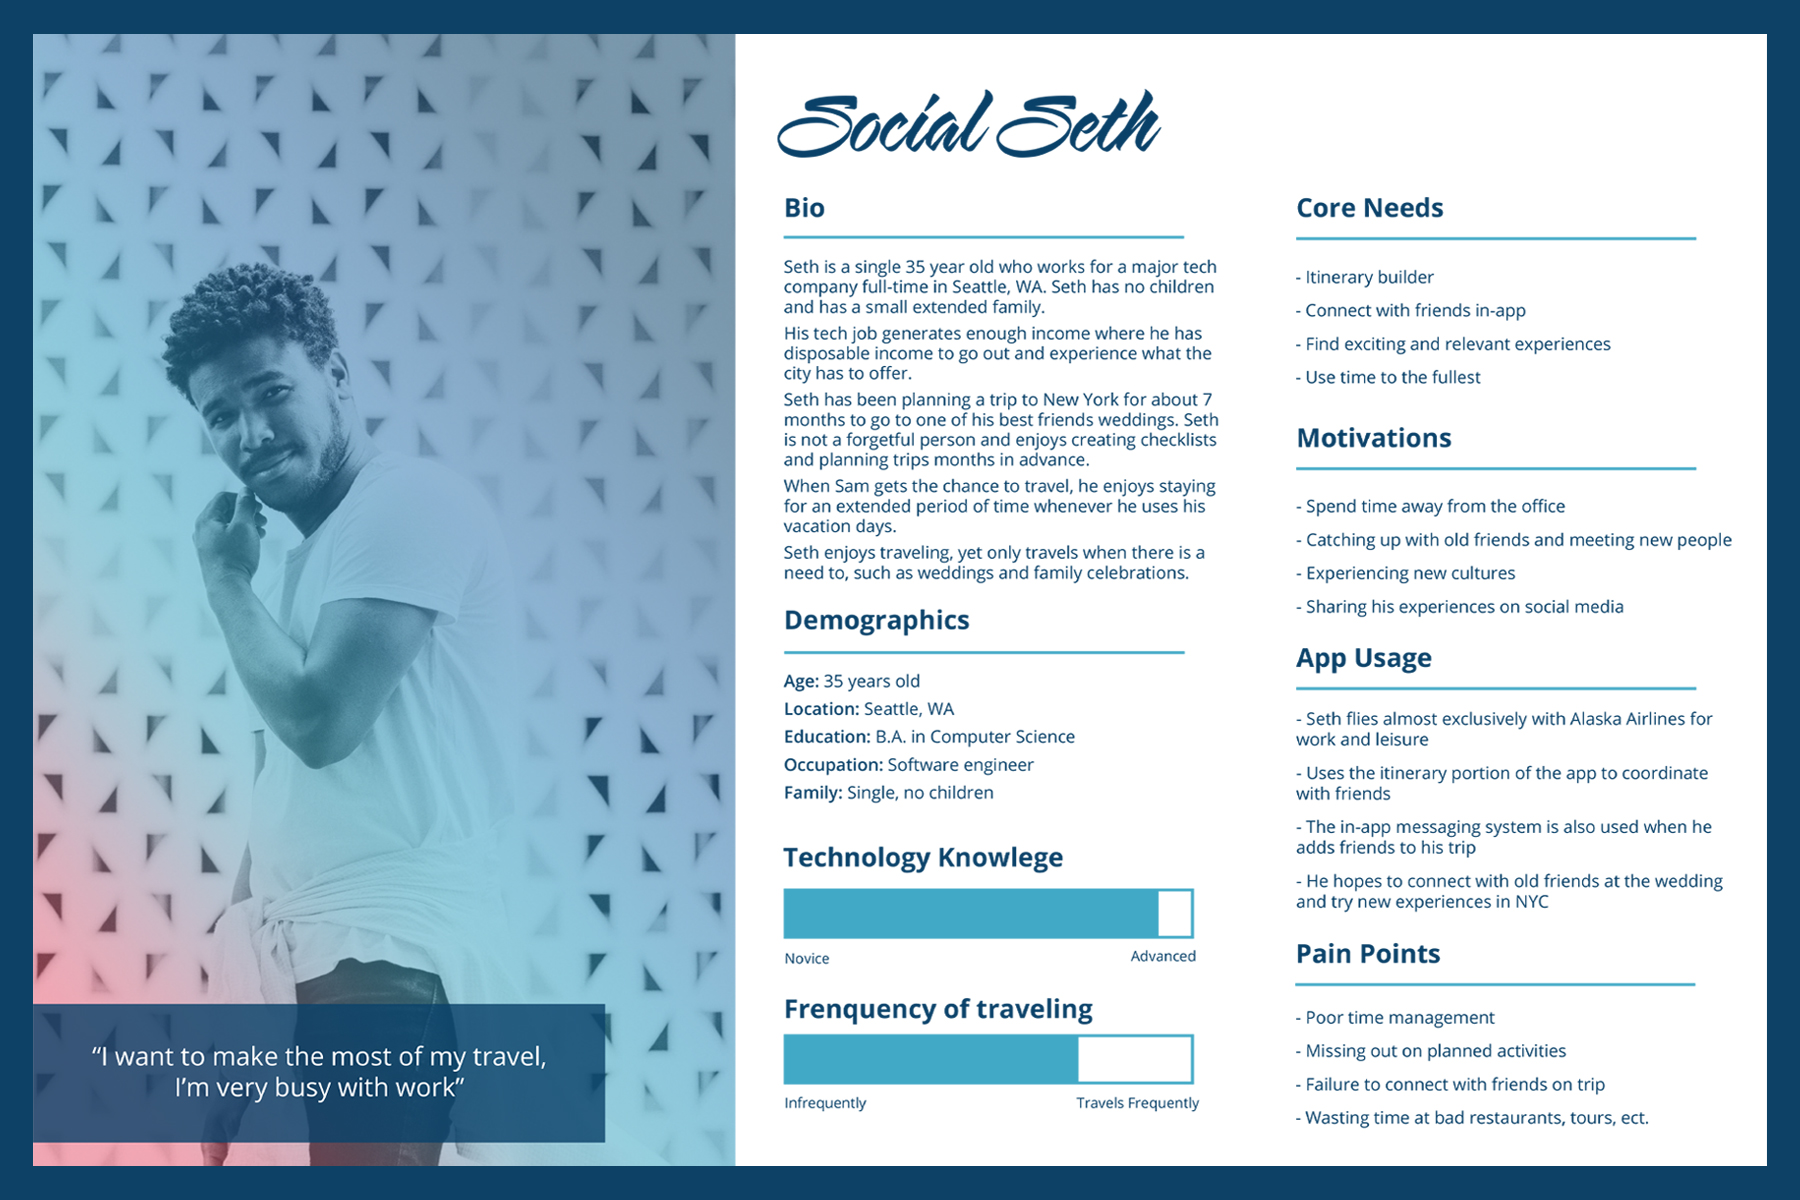 Social Seth
Bio
Seth is a single 35 year old who works for a major tech
company full-time in Seattle, WA. Seth has no children
and has a small extended family.
His tech job generates enough income where he has
disposable income to go out and experience what the
city has to offer.
Seth has been planning a trip to New York for about 7
months to go to one of his best friends weddings. Seth
is not a forgetful person and enjoys creating checklists
and planning trips months in advance.
When Sam gets the chance to travel, he enjoys staying
for an extended period of time whenever he uses his
vacation days.
Seth enjoys traveling, yet only travels when there is a
need to, such as weddings and family celebrations.
Demographics
Age: 35 years old
Location: Seattle, WA
Education: B.A. in Computer Science
Occupation: Software engineer
Family: Single, no children
Technology Knowlege
Novice
Advanced
Frenquency of traveling
Infrequently
Travels Frequently
Core Needs
- Itinerary builder
- Connect with friends in-app
- Find exciting and relevant experiences
- Use time to the fullest
Motivations
- Spend time away from the office
- Catching up with old friends and meeting new people
- Experiencing new cultures
- Sharing his experiences on social media
App Usage
- Seth flies almost exclusively with Alaska Airlines for
work and leisure
- Uses the itinerary portion of the app to coordinate
with friends
- The in-app messaging system is also used when he
adds friends to his trip
- He hopes to connect with old friends at the wedding
and try new experiences in NYC
Pain Points
- Poor time management
- Missing out on planned activities
- Failure to connect with friends on trip
- Wasting time at bad restaurants, tours, ect.
“I want to make the most of my travel,
I’m very busy with work”